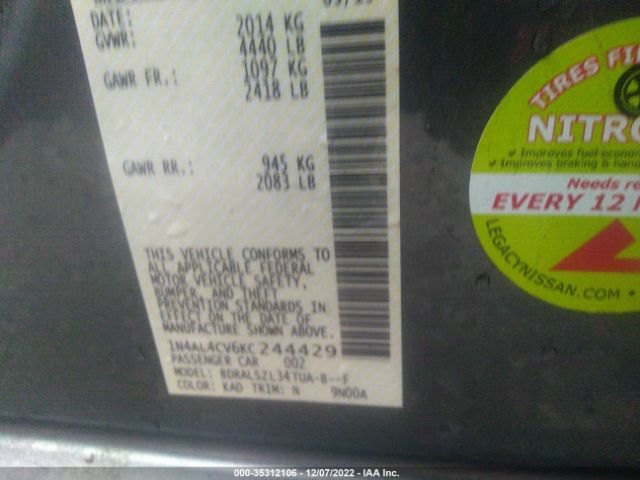 DATE:
GVWR: 2014 KG
4440 LB
GAWR FR.: 1097 KG
2418 LB
GAWR RR.: 945 KG
2083 LB
THIS VEHICLE CONFORMS TO
ALL APPLICABLE FEDERAL
MOTOR VEHICLE SAFETY,
BUMPER, AND THEFT
PREVENTION STANDARDS IN
EFFECT ON THE DATE OF
MANUFACTURE SHOWN ABOVE.
1N4AL4CV6KC244429
PASSENGER CAR 002
MODEL: BDRALSZL34TUA-B--F
COLOR: KAD TRIM: N 9N00A
TIRES
NITRO
✓ Improves fuel
✓ Improves braking &
Needs
EVERY 12
LEGACYNISSAN.COM •
000-35312106 - 12/07/2022 - IAA Inc.